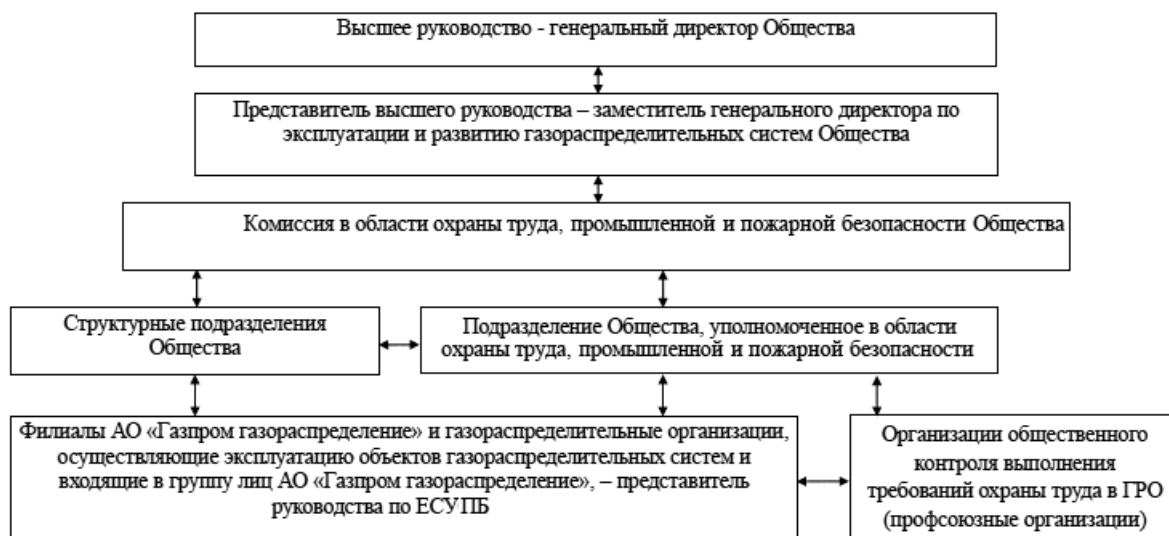 Высшее руководство - генеральный директор Общества
Представитель высшего руководства – заместитель генерального директора по
эксплуатации и развитию газораспределительных систем Общества
Комиссия в области охраны труда, промышленной и пожарной безопасности Общества
Структурные подразделения
Общества
Подразделение Общества, уполномоченное в области
охраны труда, промышленной и пожарной безопасности
Филиалы АО «Газпром газораспределение» и газораспределительные организации,
осуществляющие эксплуатацию объектов газораспределительных систем и
входящие в группу лиц АО «Газпром газораспределение», – представитель
руководства по ЕСУПБ
Организации общественного
контроля выполнения
требований охраны труда в ГРО
(профсоюзные организации)